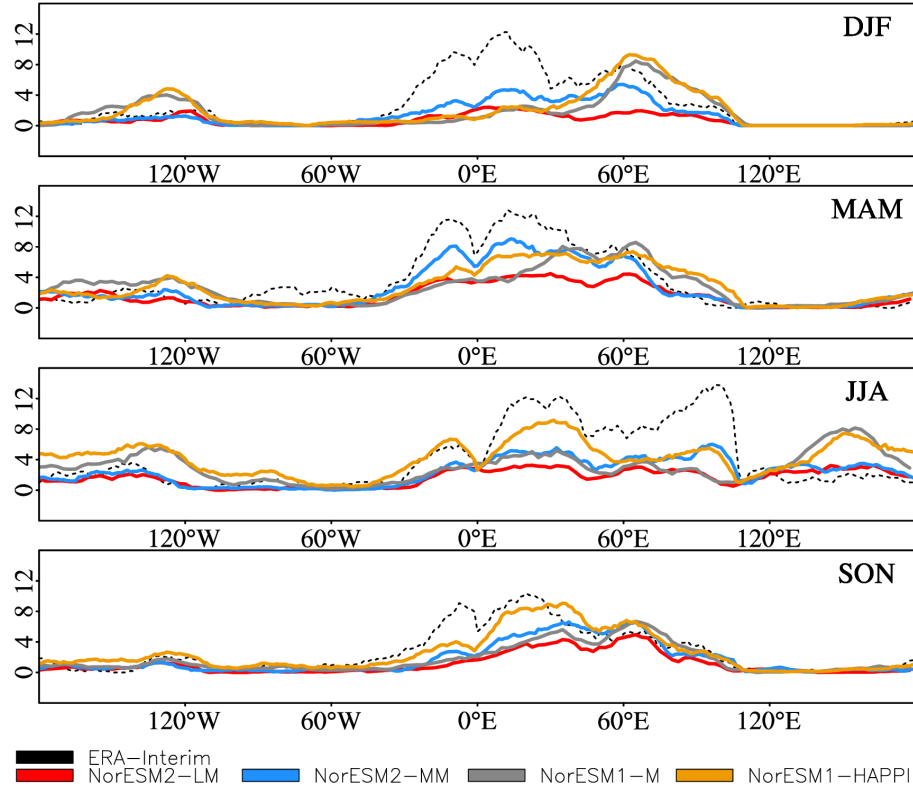 12
8
4
0
DJF
120°W 60°W 0°E 60°E 120°E
12
8
4
0
MAM
120°W 60°W 0°E 60°E 120°E
12
8
4
0
JJA
120°W 60°W 0°E 60°E 120°E
12
8
4
0
SON
120°W 60°W 0°E 60°E 120°E
ERA-Interim
NorESM2-LM NorESM2-MM NorESM1-M NorESM1-HAPPI